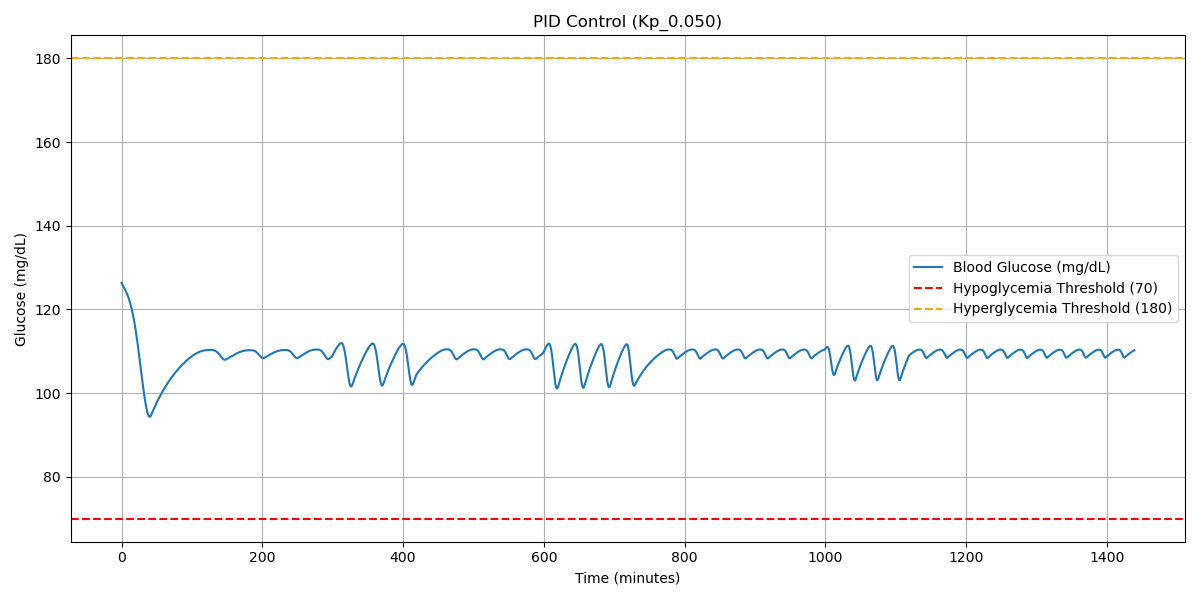 PID Control (Kp_0.050)
Glucose (mg/dL)
180
160
140
120
100
80
Blood Glucose (mg/dL)
Hypoglycemia Threshold (70)
Hyperglycemia Threshold (180)
0 200 400 600 800 1000 1200 1400
Time (minutes)